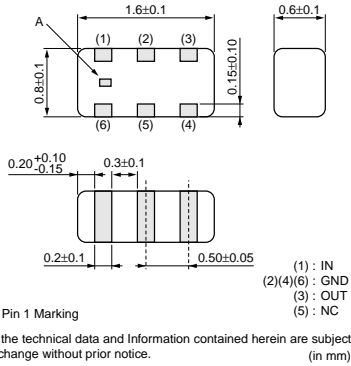 1.6±0.1
0.6±0.1
A
(1) (2) (3)
0.8±0.1
0.15±0.10
(6) (5) (4)
0.20 +0.10 -0.15
0.3±0.1
0.2±0.1
0.50±0.05
(1) : IN
(2)(4)(6) : GND
(3) : OUT
(5) : NC
Pin 1 Marking
the technical data and Information contained herein are subject
change without prior notice.
(in mm)